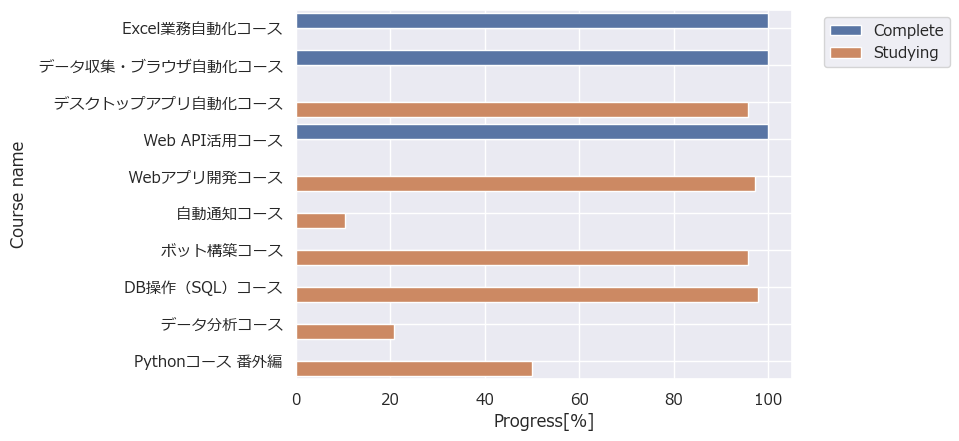 Excel業務自動化コース
データ収集・ブラウザ自動化コース
デスクトップアプリ自動化コース
Web API活用コース
Webアプリ開発コース
自動通知コース
ボット構築コース
DB操作（SQL）コース
データ分析コース
Pythonコース 番外編
Course name
0 20 40 60 80 100
Progress[%]
Complete
Studying